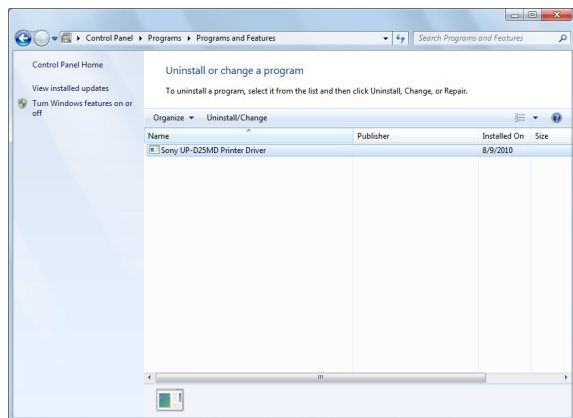 Control Panel ▸ Programs ▸ Programs and Features
Search Programs and Features
Control Panel Home
View installed updates
Turn Windows features on or
off
Uninstall or change a program
To uninstall a program, select it from the list and then click Uninstall, Change, or Repair.
Organize Uninstall/Change
Name Publisher Installed On Size
Sony UP-D25MD Printer Driver 8/9/2010